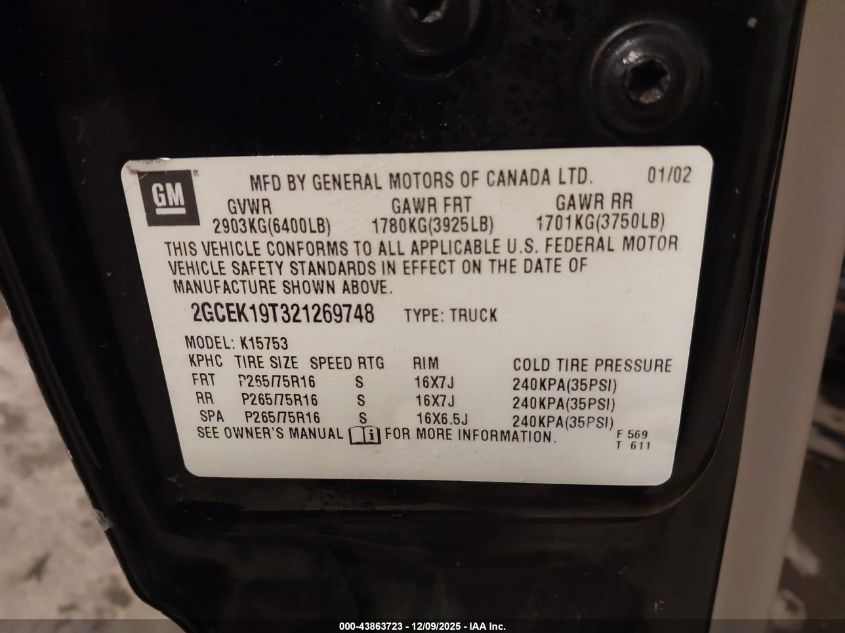 GM
MFD BY GENERAL MOTORS OF CANADA LTD. 01/02
GVWR GAWR FRT GAWR RR
2903KG(6400LB) 1780KG(3925LB) 1701KG(3750LB)
THIS VEHICLE CONFORMS TO ALL APPLICABLE U.S. FEDERAL MOTOR
VEHICLE SAFETY STANDARDS IN EFFECT ON THE DATE OF
MANUFACTURE SHOWN ABOVE.
2GCEK19T321269748 TYPE: TRUCK
MODEL: K15753
KPHC TIRE SIZE SPEED RTG RIM COLD TIRE PRESSURE
FRT P265/75R16 S 16X7J 240KPA(35PSI)
RR P265/75R16 S 16X7J 240KPA(35PSI)
SPA P265/75R16 S 16X6.5J 240KPA(35PSI)
SEE OWNER'S MANUAL i FOR MORE INFORMATION. F 569
T 611
000-43863723 - 12/09/2025 - IAA Inc.